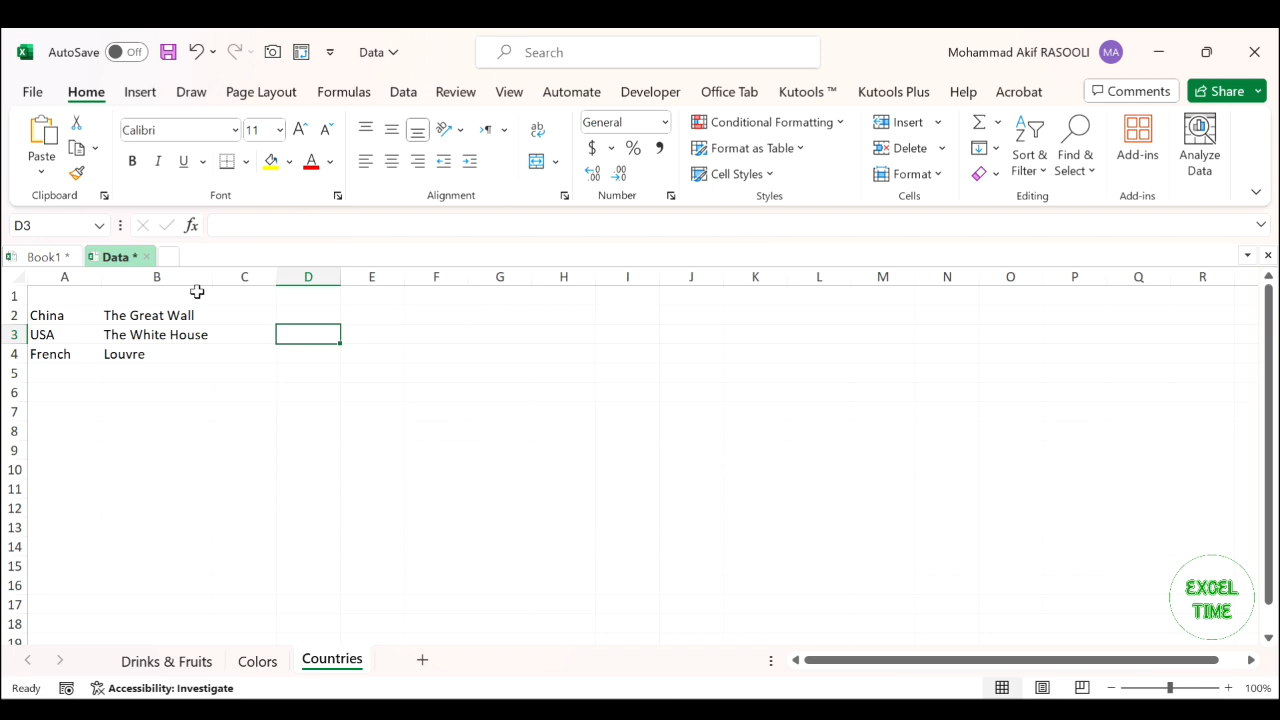 AutoSave Off Data Search Mohammad Akif RASOOLI MA
File Home Insert Draw Page Layout Formulas Data Review View Automate Developer Office Tab Kutools ™ Kutools Plus Help Acrobat Comments Share
Paste Calibri 11 A A General Conditional Formatting Insert Sort & Find & Add-ins Analyze
B I U A $ % 9 Format as Table Delete Filter Select Data
Cell Styles Format
Clipboard Font Alignment Number Styles Cells Editing Add-ins
D3 fx
Book1 * Data *
A B C D E F G H I J K L M N O P Q R
1
2 China The Great Wall
3 USA The White House
4 French Louvre
5
6
7
8
9
10
11
12
13
14
15
16
17
18
19
EXCEL
TIME
Drinks & Fruits Colors Countries
Ready Accessibility: Investigate 100%